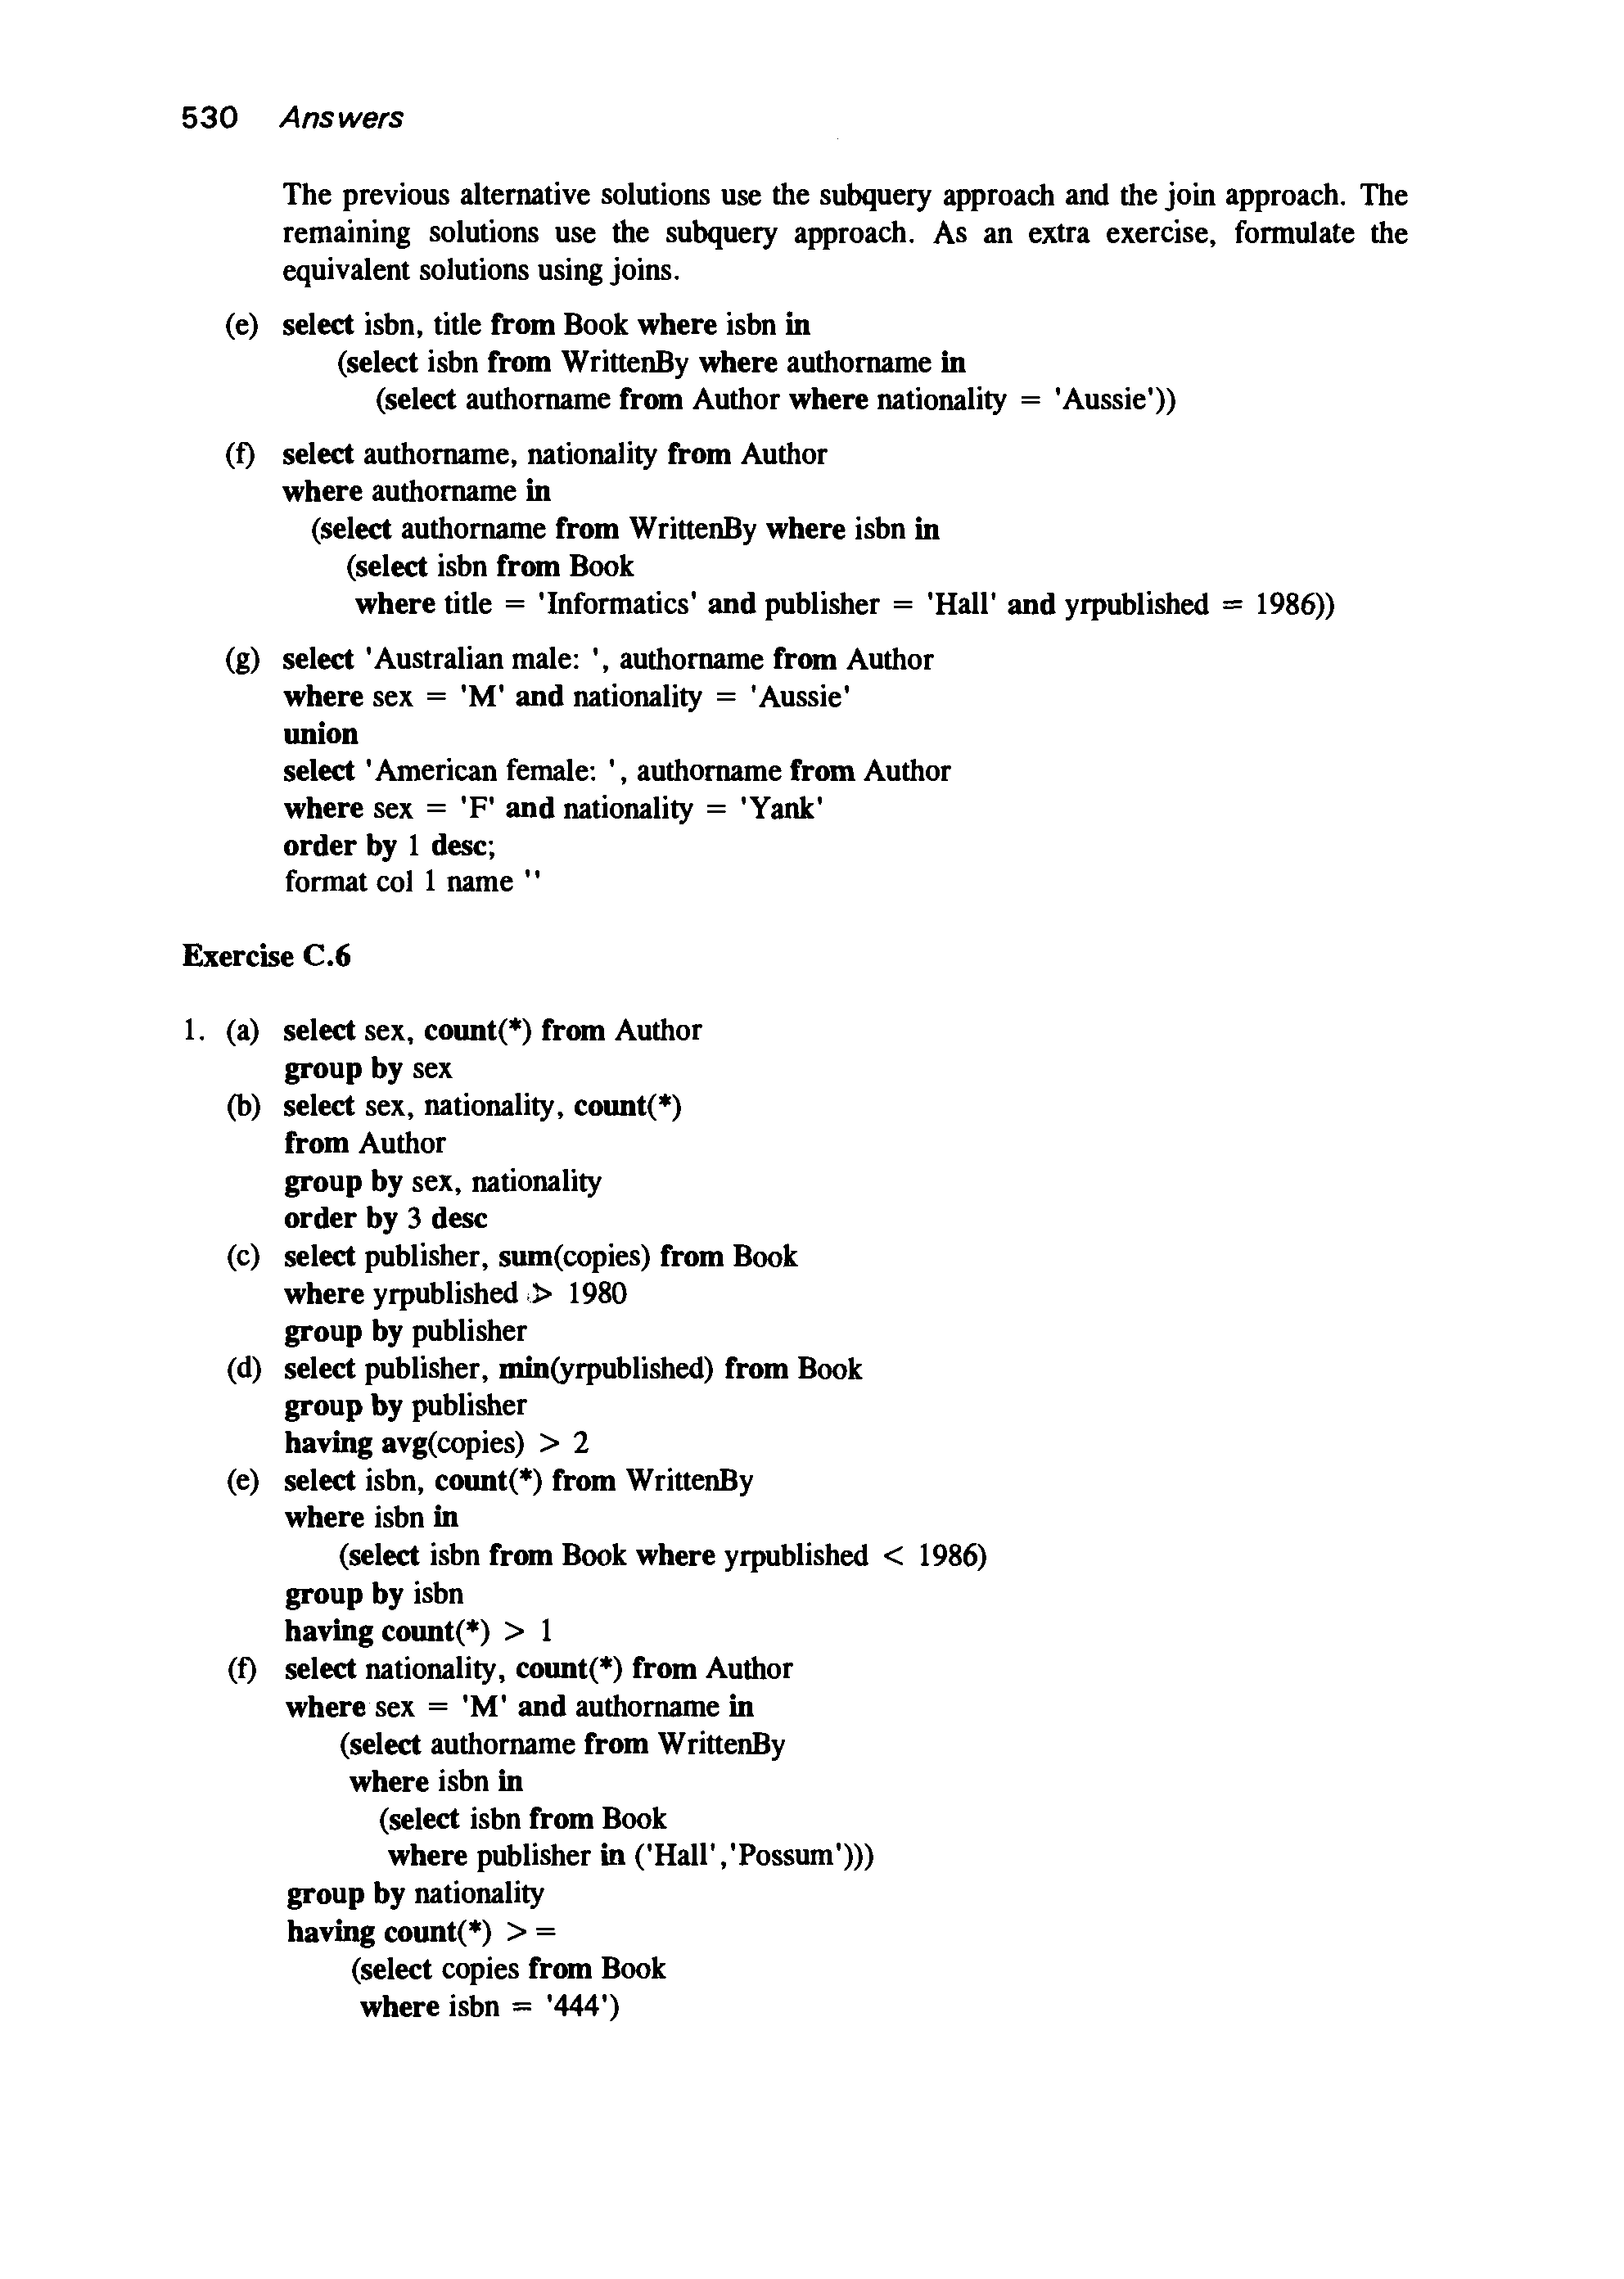 530 Answers
The previous alternative solutions use the subquery approach and the join approach. The
remaining solutions use the subquery approach. As an extra exercise, formulate the
equivalent solutions using joins.
(e) select isbn, title from Book where isbn in
(select isbn from WrittenBy where authorname in
(select authorname from Author where nationality = 'Aussie'))
(f) select authorname, nationality from Author
where authorname in
(select authorname from WrittenBy where isbn in
(select isbn from Book
where title = 'Informatics' and publisher = 'Hall' and yrpublished = 1986))
(g) select 'Australian male: ', authorname from Author
where sex = 'M' and nationality = 'Aussie'
union
select 'American female: ', authorname from Author
where sex = 'F' and nationality = 'Yank'
order by 1 desc;
format col 1 name ''
Exercise C.6
1. (a) select sex, count(*) from Author
group by sex
(b) select sex, nationality, count(*)
from Author
group by sex, nationality
order by 3 desc
(c) select publisher, sum(copies) from Book
where yrpublished > 1980
group by publisher
(d) select publisher, min(yrpublished) from Book
group by publisher
having avg(copies) > 2
(e) select isbn, count(*) from WrittenBy
where isbn in
(select isbn from Book where yrpublished < 1986)
group by isbn
having count(*) > 1
(f) select nationality, count(*) from Author
where sex = 'M' and authorname in
(select authorname from WrittenBy
where isbn in
(select isbn from Book
where publisher in ('Hall','Possum')))
group by nationality
having count(*) > =
(select copies from Book
where isbn = '444')